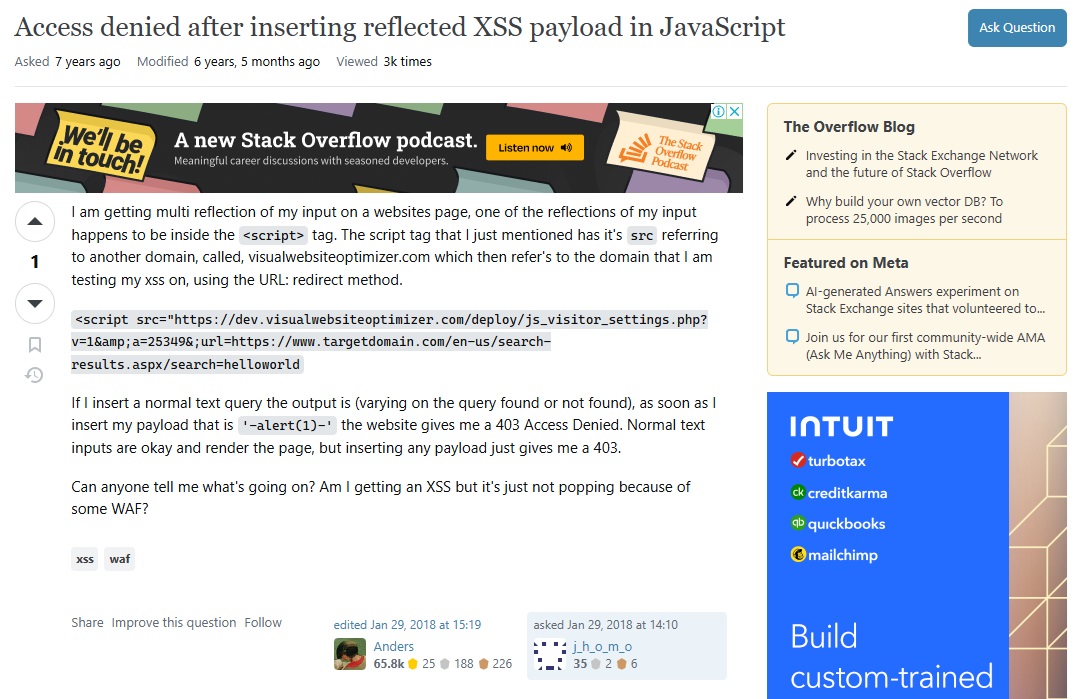 Access denied after inserting reflected XSS payload in JavaScript
Ask Question
Asked 7 years ago Modified 6 years, 5 months ago Viewed 3k times
We'll be
in touch!
A new Stack Overflow podcast.
Meaningful career discussions with seasoned developers.
Listen now
The Stack
Overflow
Podcast
I am getting multi reflection of my input on a websites page, one of the reflections of my input
happens to be inside the <script> tag. The script tag that I just mentioned has it's src referring
to another domain, called, visualwebsiteoptimizer.com which then refer's to the domain that I am
testing my xss on, using the URL: redirect method.
1
<script src="https://dev.visualwebsiteoptimizer.com/deploy/js_visitor_settings.php?
v=1&amp;a=25349&;url=https://www.targetdomain.com/en-us/search-
results.aspx/search=helloworld
If I insert a normal text query the output is (varying on the query found or not found), as soon as I
insert my payload that is '-alert(1)-' the website gives me a 403 Access Denied. Normal text
inputs are okay and render the page, but inserting any payload just gives me a 403.
Can anyone tell me what's going on? Am I getting an XSS but it's just not popping because of
some WAF?
xss waf
Share Improve this question Follow
edited Jan 29, 2018 at 15:19
Anders
65.8k 25 188 226
asked Jan 29, 2018 at 14:10
j_h_o_m_o
35 2 6
The Overflow Blog
Investing in the Stack Exchange Network
and the future of Stack Overflow
Why build your own vector DB? To
process 25,000 images per second
Featured on Meta
AI-generated Answers experiment on
Stack Exchange sites that volunteered to...
Join us for our first community-wide AMA
(Ask Me Anything) with Stack...
INTUIT
turbotax
ck creditkarma
qb quickbooks
mailchimp
Build
custom-trained